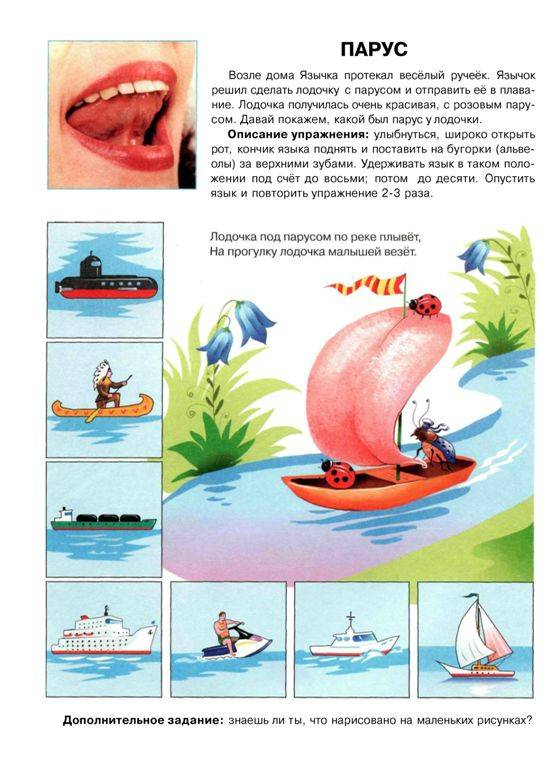 ПАРУС
Возле дома Язычка протекал весёлый ручеёк. Язычок
решил сделать лодочку с парусом и отправить её в плава-
ние. Лодочка получилась очень красивая, с розовым пару-
сом. Давай покажем, какой был парус у лодочки.
Описание упражнения: улыбнуться, широко открыть
рот, кончик языка поднять и поставить на бугорки (альве-
олы) за верхними зубами. Удерживать язык в таком поло-
жении под счёт до восьми; потом до десяти. Опустить
язык и повторить упражнение 2-3 раза.
Лодочка под парусом по реке плывёт,
На прогулку лодочка малышей везёт.
Дополнительное задание: знаешь ли ты, что нарисовано на маленьких рисунках?